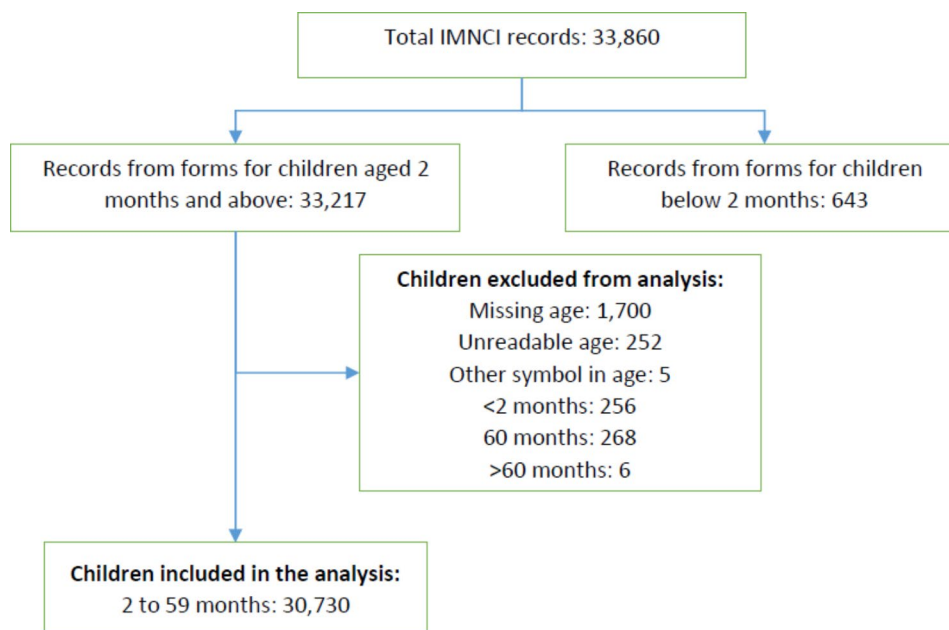 Total IMNCI records: 33,860
Records from forms for children aged 2
months and above: 33,217
Records from forms for children
below 2 months: 643
Children excluded from analysis:
Missing age: 1,700
Unreadable age: 252
Other symbol in age: 5
<2 months: 256
60 months: 268
>60 months: 6
Children included in the analysis:
2 to 59 months: 30,730